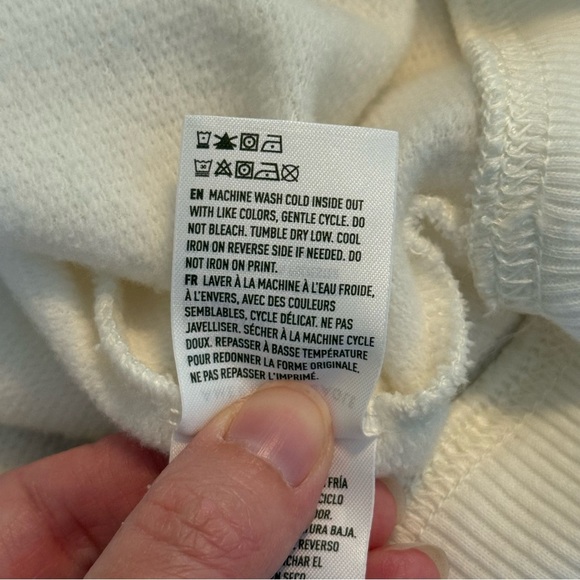 EN MACHINE WASH COLD INSIDE OUT
WITH LIKE COLORS, GENTLE CYCLE. DO
NOT BLEACH. TUMBLE DRY LOW. COOL
IRON ON REVERSE SIDE IF NEEDED. DO
NOT IRON ON PRINT.
FR LAVER À LA MACHINE À L'EAU FROIDE,
À L'ENVERS, AVEC DES COULEURS
SEMBLABLES, CYCLE DÉLICAT. NE PAS
JAVELLISER. SÉCHER À LA MACHINE CYCLE
DOUX. REPASSER À BASSE TEMPÉRATURE
POUR REDONNER LA FORME ORIGINALE.
NE PAS REPASSER L'IMPRIMÉ.
FRÍA
CICLO
URA BAJA.
REVERSO
SECO